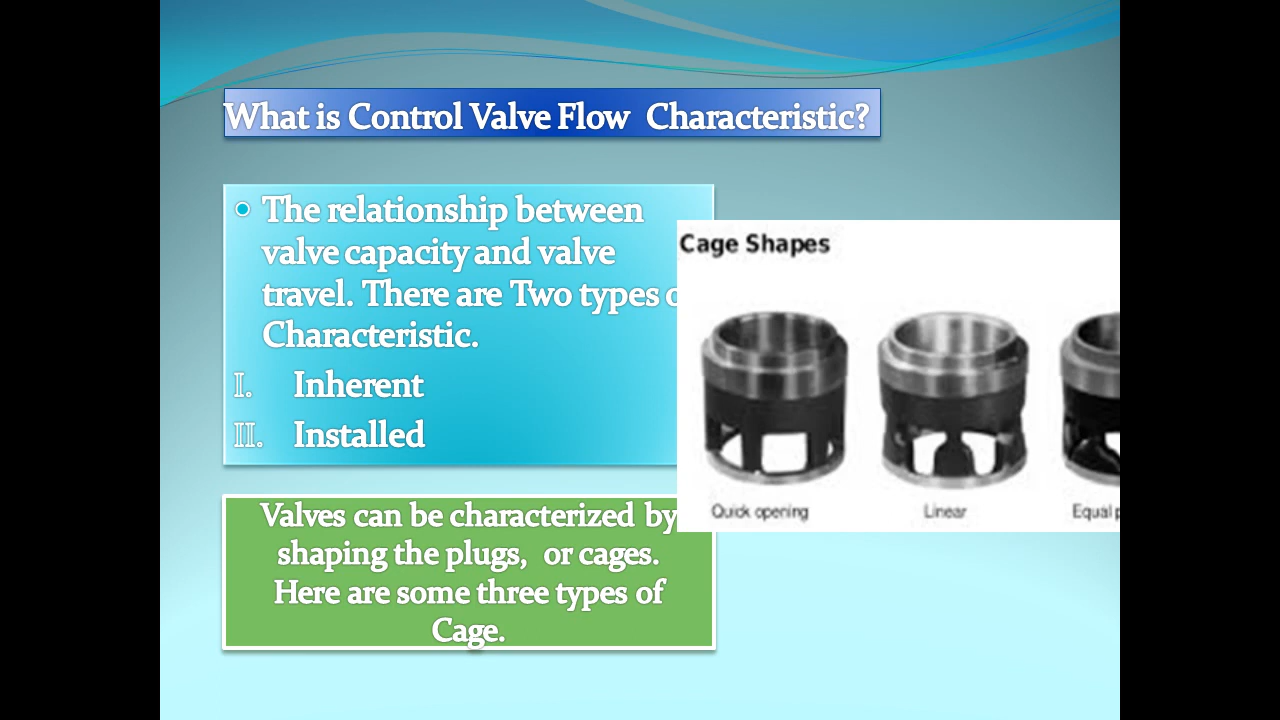 What is Control Valve Flow Characteristic?
• The relationship between
valve capacity and valve
travel. There are Two types
Characteristic.
I. Inherent
II. Installed
Valves can be characterized by
shaping the plugs, or cages.
Here are some three types of
Cage.
Cage Shapes
Quick opening
Linear
Equal